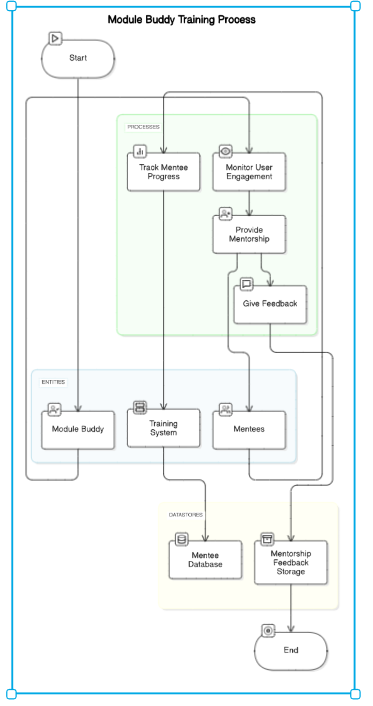 Module Buddy Training Process
Start
PROCESSES
Track Mentee
Progress
Monitor User
Engagement
Provide
Mentorship
Give Feedback
ENTITIES
Module Buddy
Training
System
Mentees
DATASTORES
Mentee
Database
Mentorship
Feedback
Storage
End